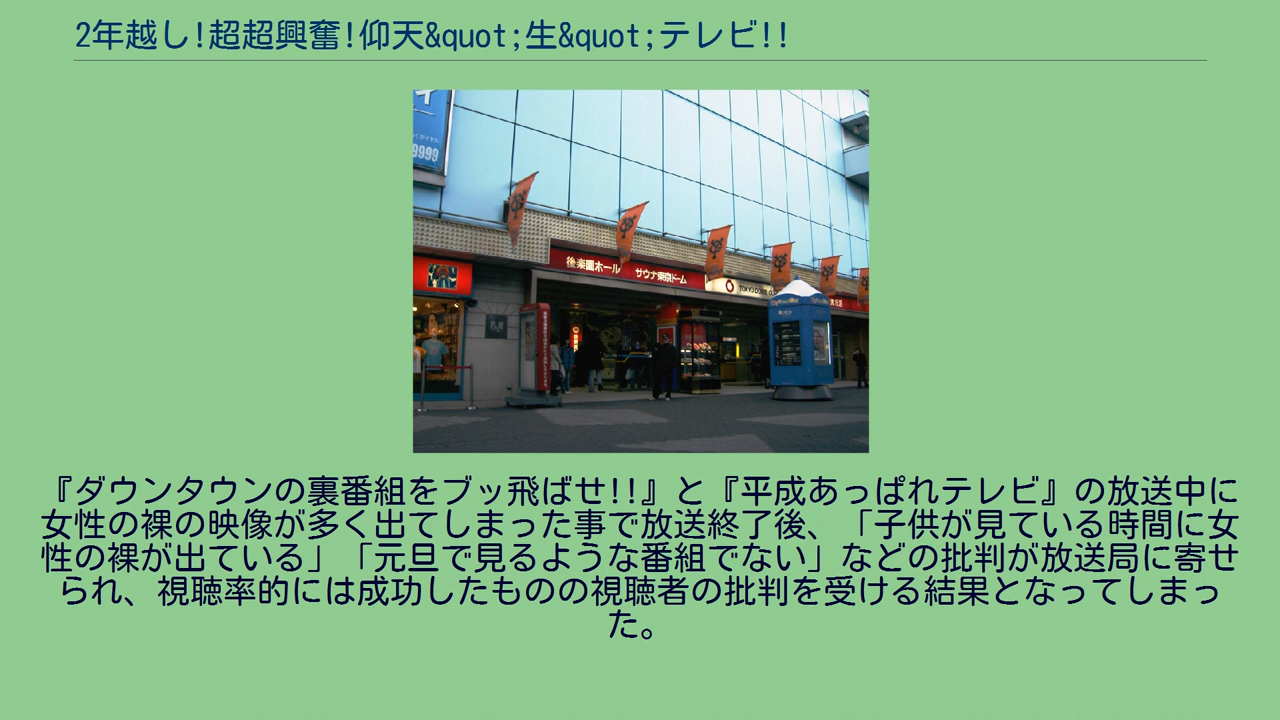 2年越し!超超興奮!仰天&quot;生&quot;テレビ!!
9999
後楽園ホール サウナ東京ドーム
TOKYO DOME
『ダウンタウンの裏番組をブッ飛ばせ!!』と『平成あっぱれテレビ』の放送中に
女性の裸の映像が多く出てしまった事で放送終了後、「子供が見ている時間に女
性の裸が出ている」「元旦で見るような番組でない」などの批判が放送局に寄せ
られ、視聴率的には成功したものの視聴者の批判を受ける結果となってしまっ
た。